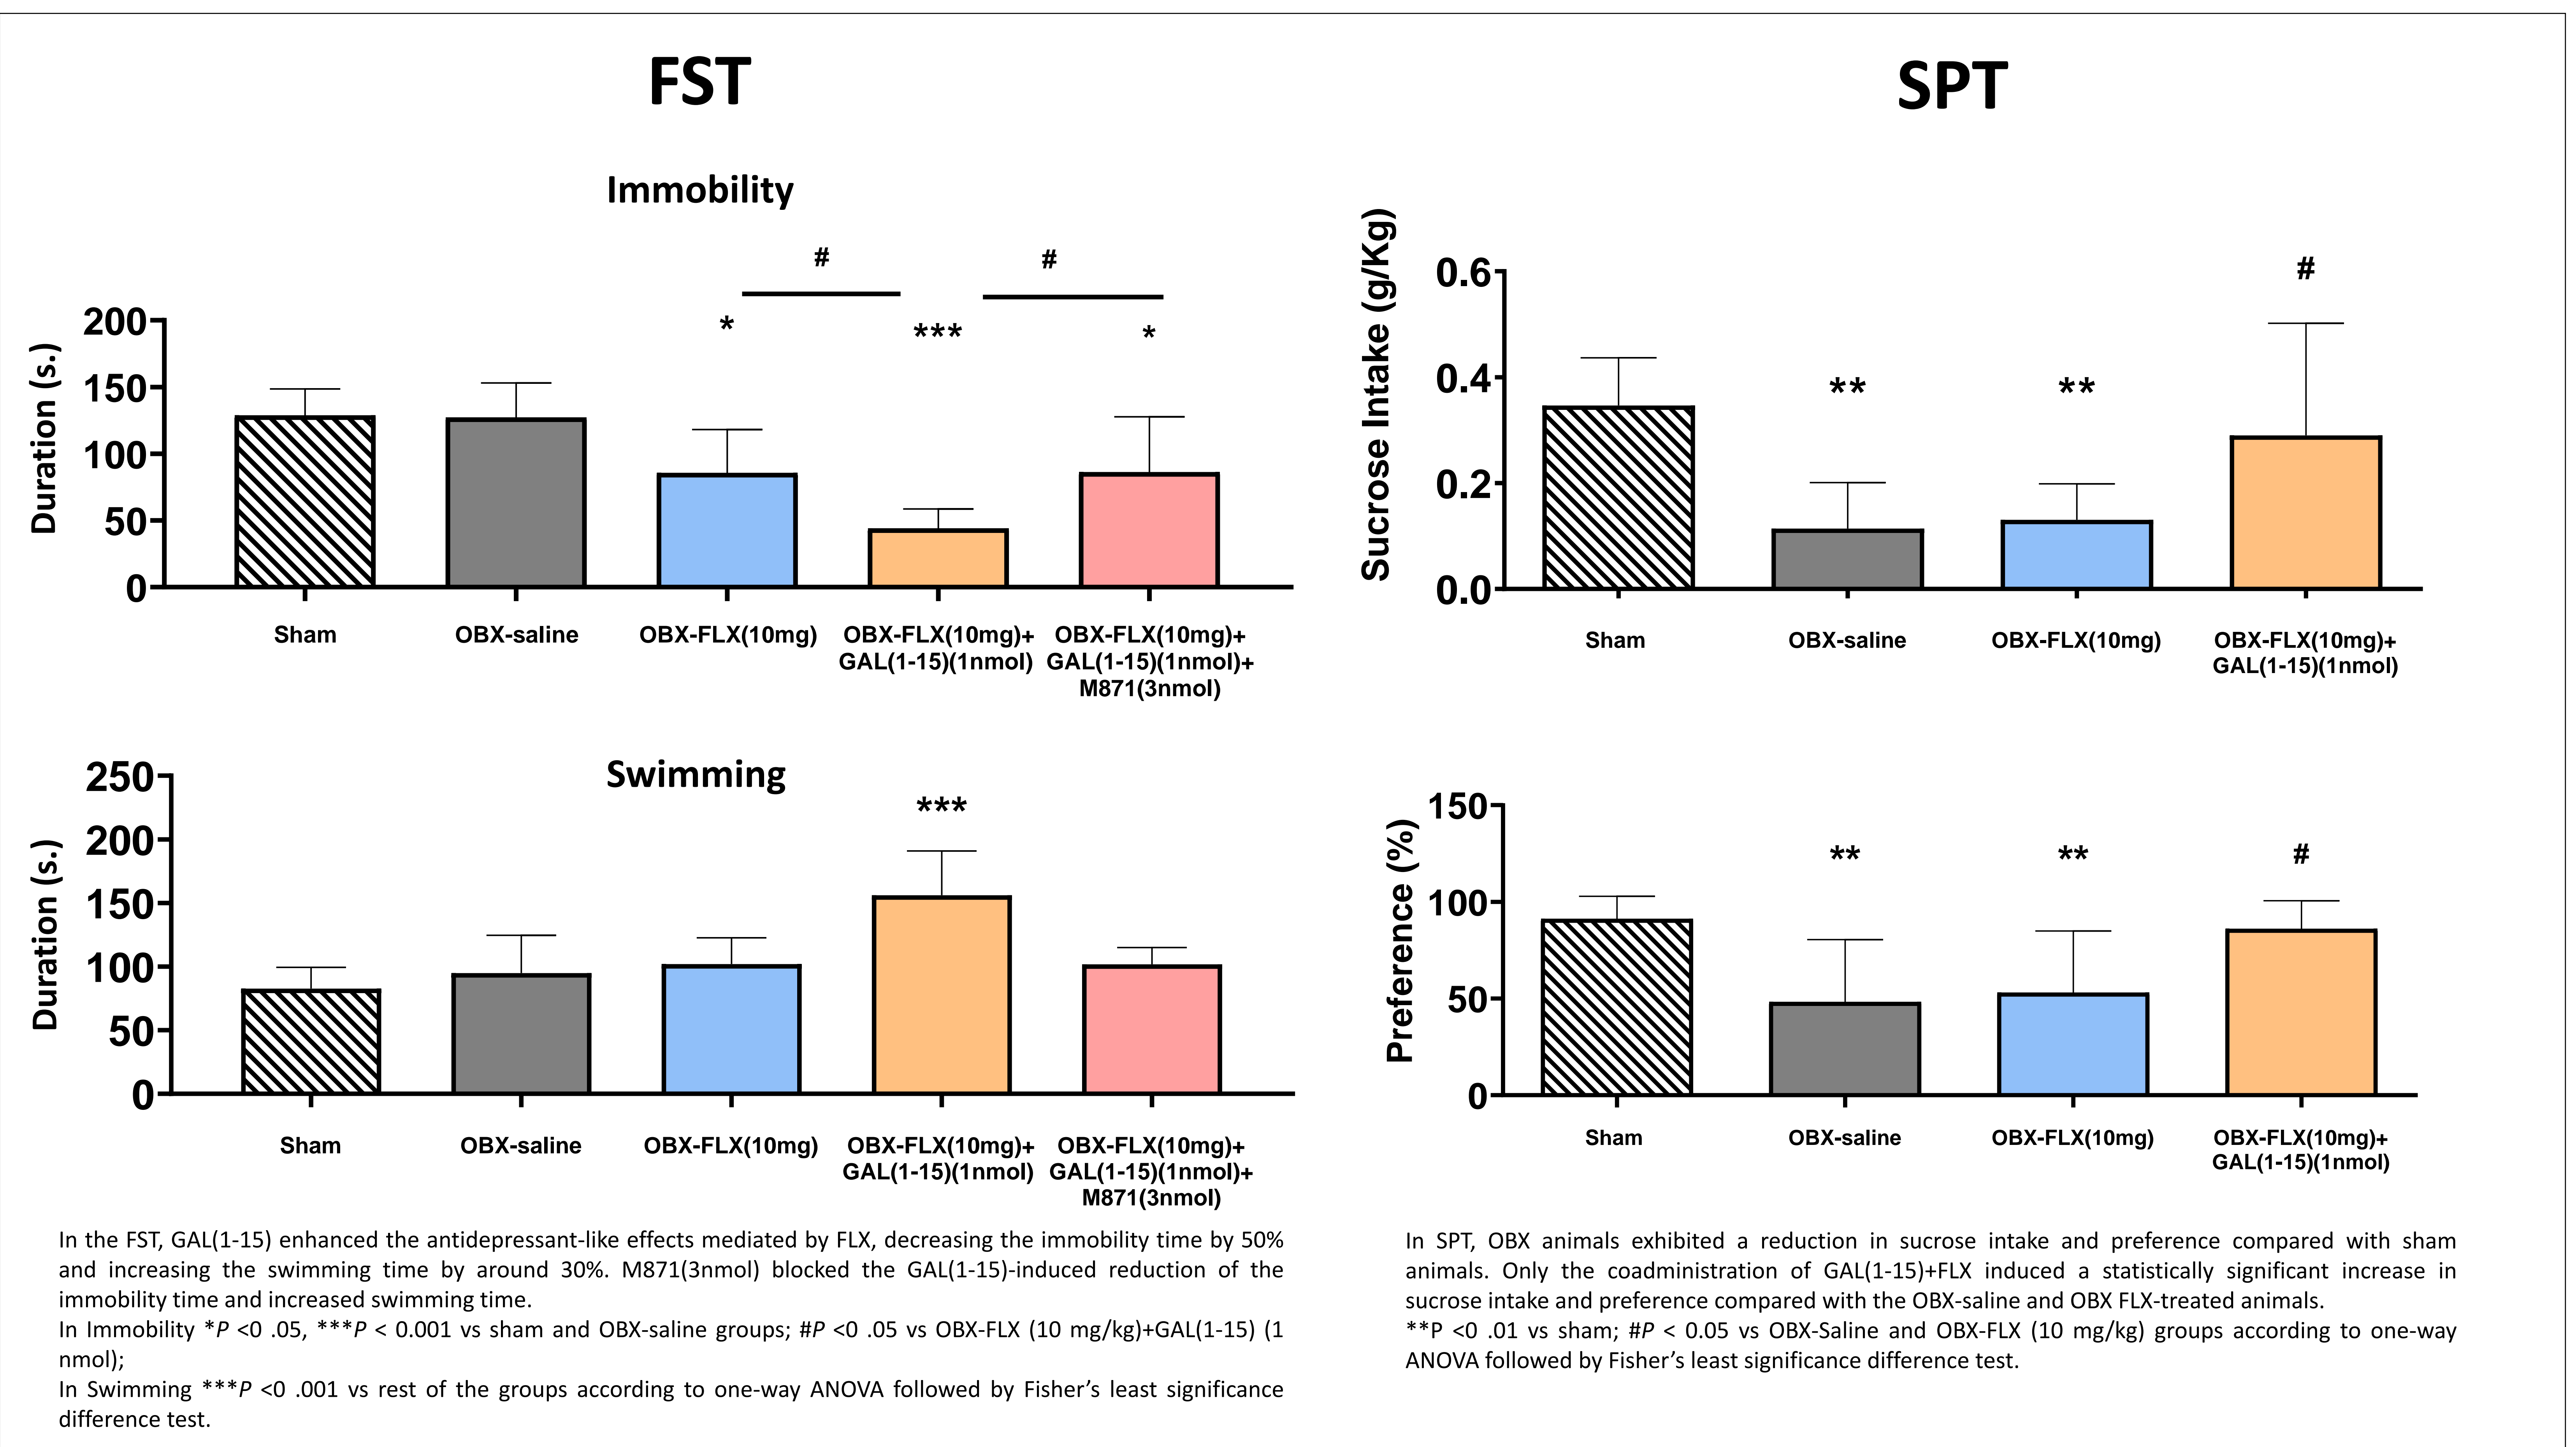 FST
Immobility
#
#
*
***
*
Duration (s.)
200
150
100
50
0
Sham
OBX-saline
OBX-FLX(10mg)
OBX-FLX(10mg)+
GAL(1-15)(1nmol)
OBX-FLX(10mg)+
GAL(1-15)(1nmol)+
M871(3nmol)
Swimming
***
Duration (s.)
250
200
150
100
50
0
Sham
OBX-saline
OBX-FLX(10mg)
OBX-FLX(10mg)+
GAL(1-15)(1nmol)
OBX-FLX(10mg)+
GAL(1-15)(1nmol)+
M871(3nmol)
In the FST, GAL(1-15) enhanced the antidepressant-like effects mediated by FLX, decreasing the immobility time by 50%
and increasing the swimming time by around 30%. M871(3nmol) blocked the GAL(1-15)-induced reduction of the
immobility time and increased swimming time.
In Immobility *P <0 .05, ***P < 0.001 vs sham and OBX-saline groups; #P <0 .05 vs OBX-FLX (10 mg/kg)+GAL(1-15) (1
nmol);
In Swimming ***P <0 .001 vs rest of the groups according to one-way ANOVA followed by Fisher’s least significance
difference test.
SPT
Sucrose Intake (g/Kg)
0.6
0.4
0.2
0.0
**
**
#
Sham
OBX-saline
OBX-FLX(10mg)
OBX-FLX(10mg)+
GAL(1-15)(1nmol)
Preference (%)
150
100
50
0
**
**
#
Sham
OBX-saline
OBX-FLX(10mg)
OBX-FLX(10mg)+
GAL(1-15)(1nmol)
In SPT, OBX animals exhibited a reduction in sucrose intake and preference compared with sham
animals. Only the coadministration of GAL(1-15)+FLX induced a statistically significant increase in
sucrose intake and preference compared with the OBX-saline and OBX FLX-treated animals.
**P <0 .01 vs sham; #P < 0.05 vs OBX-Saline and OBX-FLX (10 mg/kg) groups according to one-way
ANOVA followed by Fisher’s least significance difference test.